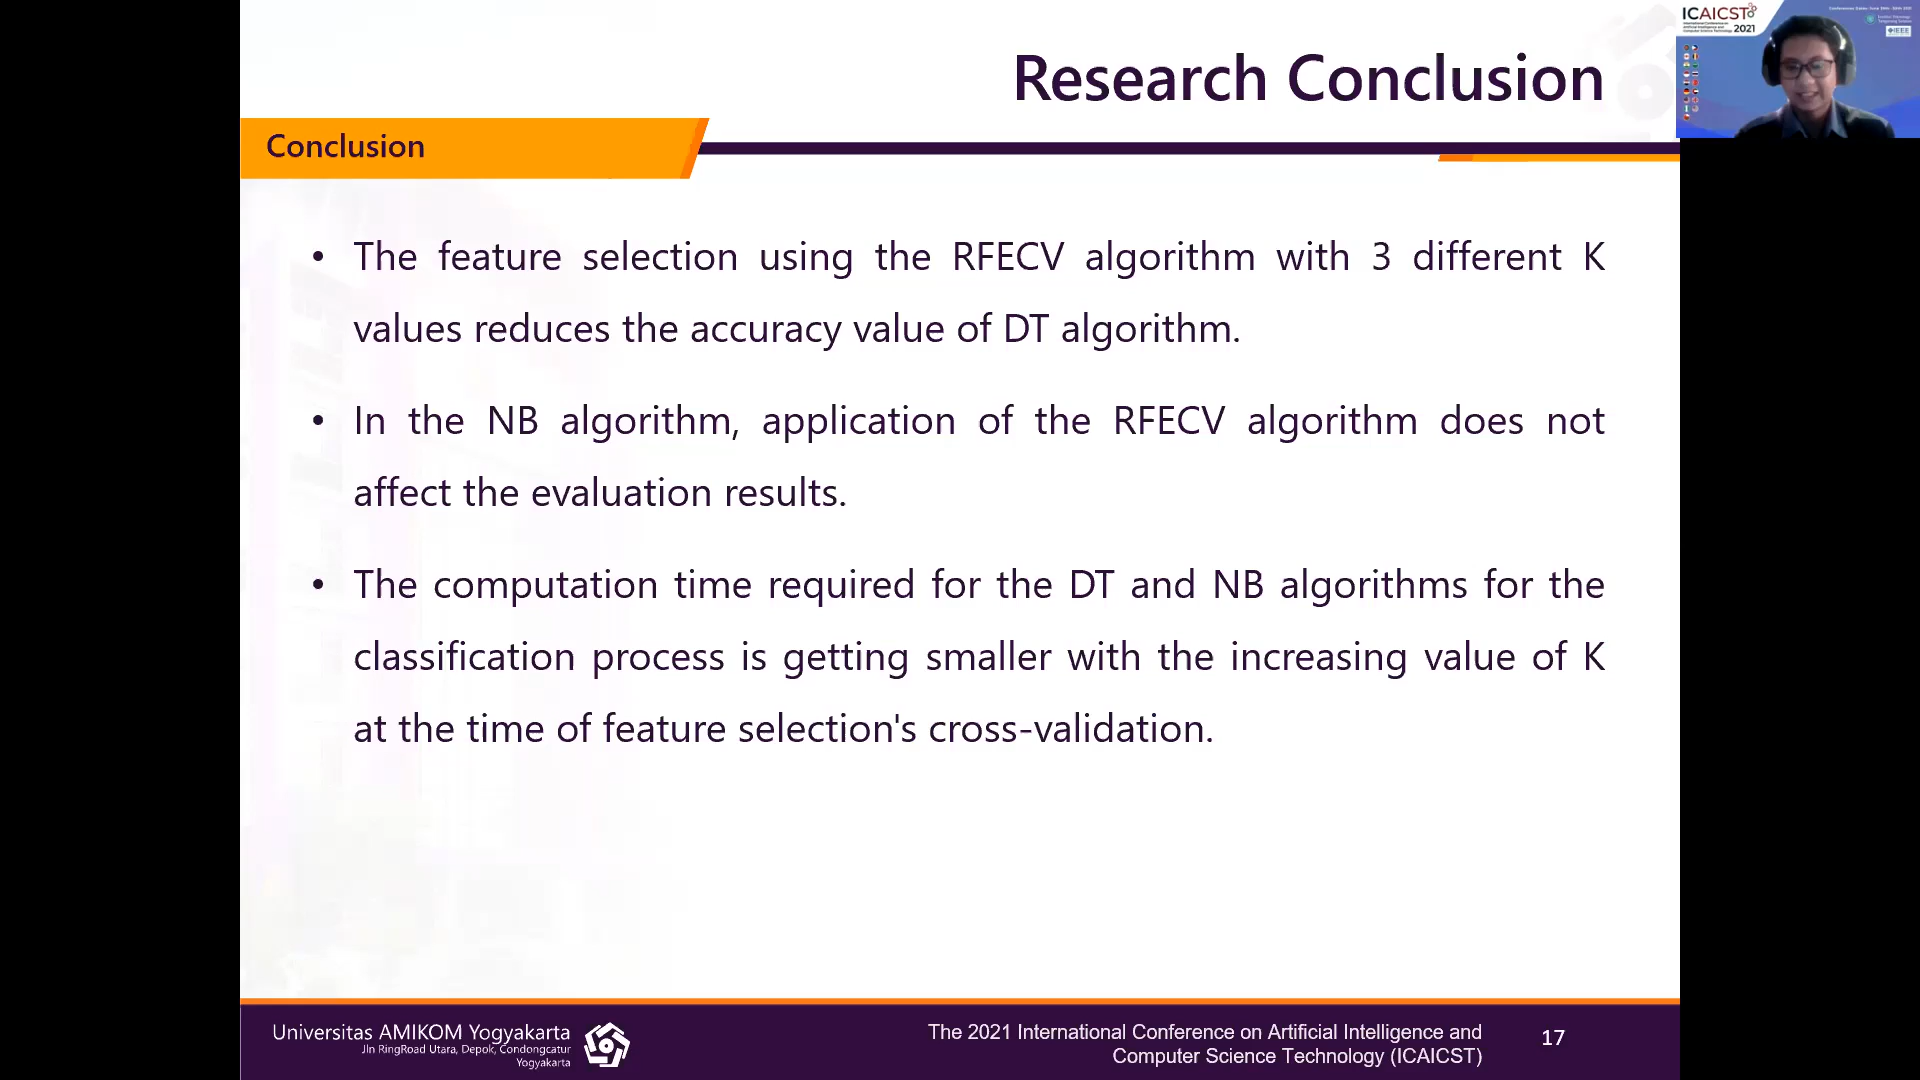 Research Conclusion
Conclusion
• The feature selection using the RFECV algorithm with 3 different K
values reduces the accuracy value of DT algorithm.
• In the NB algorithm, application of the RFECV algorithm does not
affect the evaluation results.
• The computation time required for the DT and NB algorithms for the
classification process is getting smaller with the increasing value of K
at the time of feature selection's cross-validation.
Universitas AMIKOM Yogyakarta
Jln RingRoad Utara, Depok, Condongcatur
Yogyakarta
The 2021 International Conference on Artificial Intelligence and
Computer Science Technology (ICAICST)
17
ICAICST
2021
IEEE